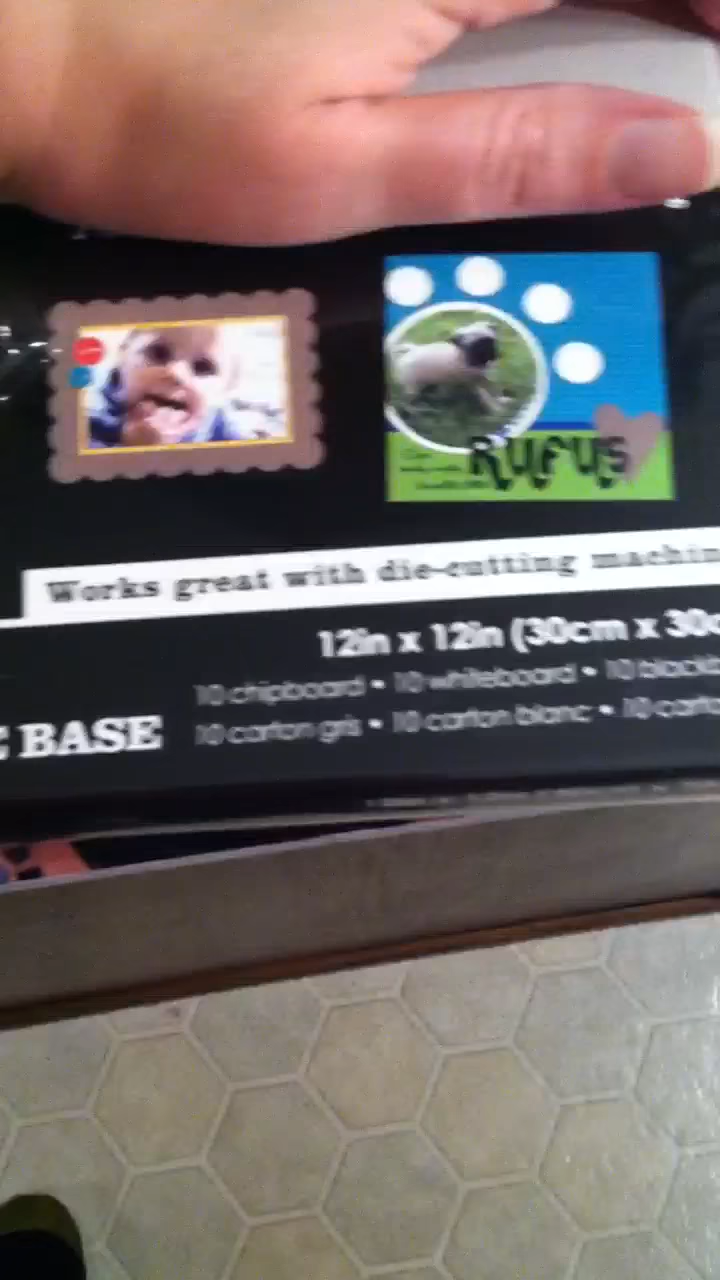 RUFUS
Works great with die-cutting machin
12in x 12in (30cm x 30c
10 chipboard • 10 whiteboard • 10 blackb
E BASE
10 carton gris • 10 carton blanc • 10 carto